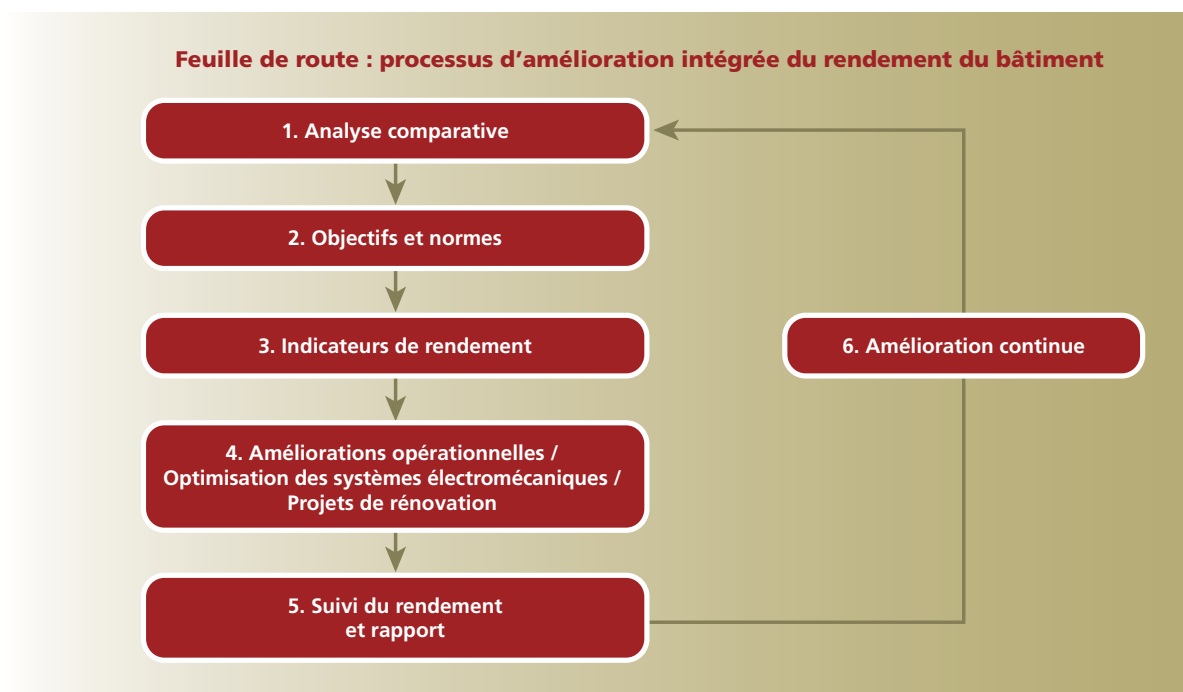 Feuille de route : processus d’amélioration intégrée du rendement du bâtiment
1. Analyse comparative
2. Objectifs et normes
3. Indicateurs de rendement
6. Amélioration continue
4. Améliorations opérationnelles /
Optimisation des systèmes électromécaniques /
Projets de rénovation
5. Suivi du rendement
et rapport